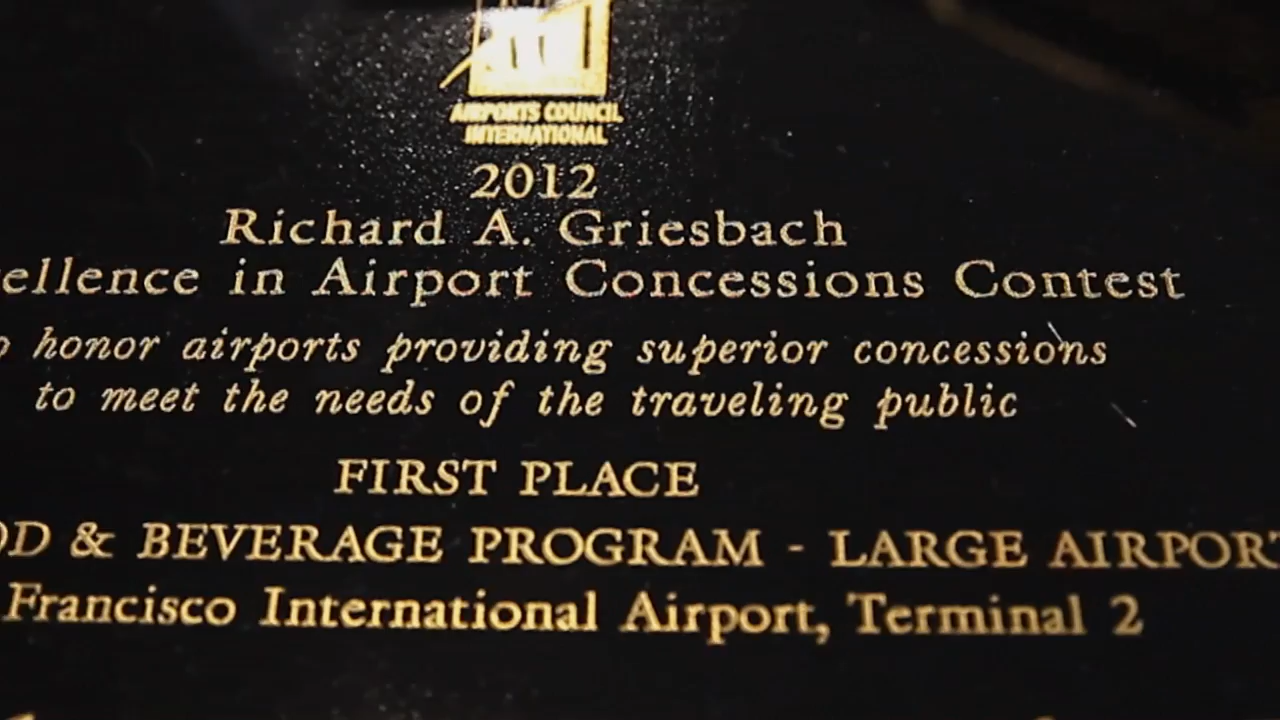 AIRPORTS COUNCIL
INTERNATIONAL
2012
Richard A. Griesbach
ellence in Airport Concessions Contest
o honor airports providing superior concessions
to meet the needs of the traveling public
FIRST PLACE
OD & BEVERAGE PROGRAM - LARGE AIRPORT
Francisco International Airport, Terminal 2